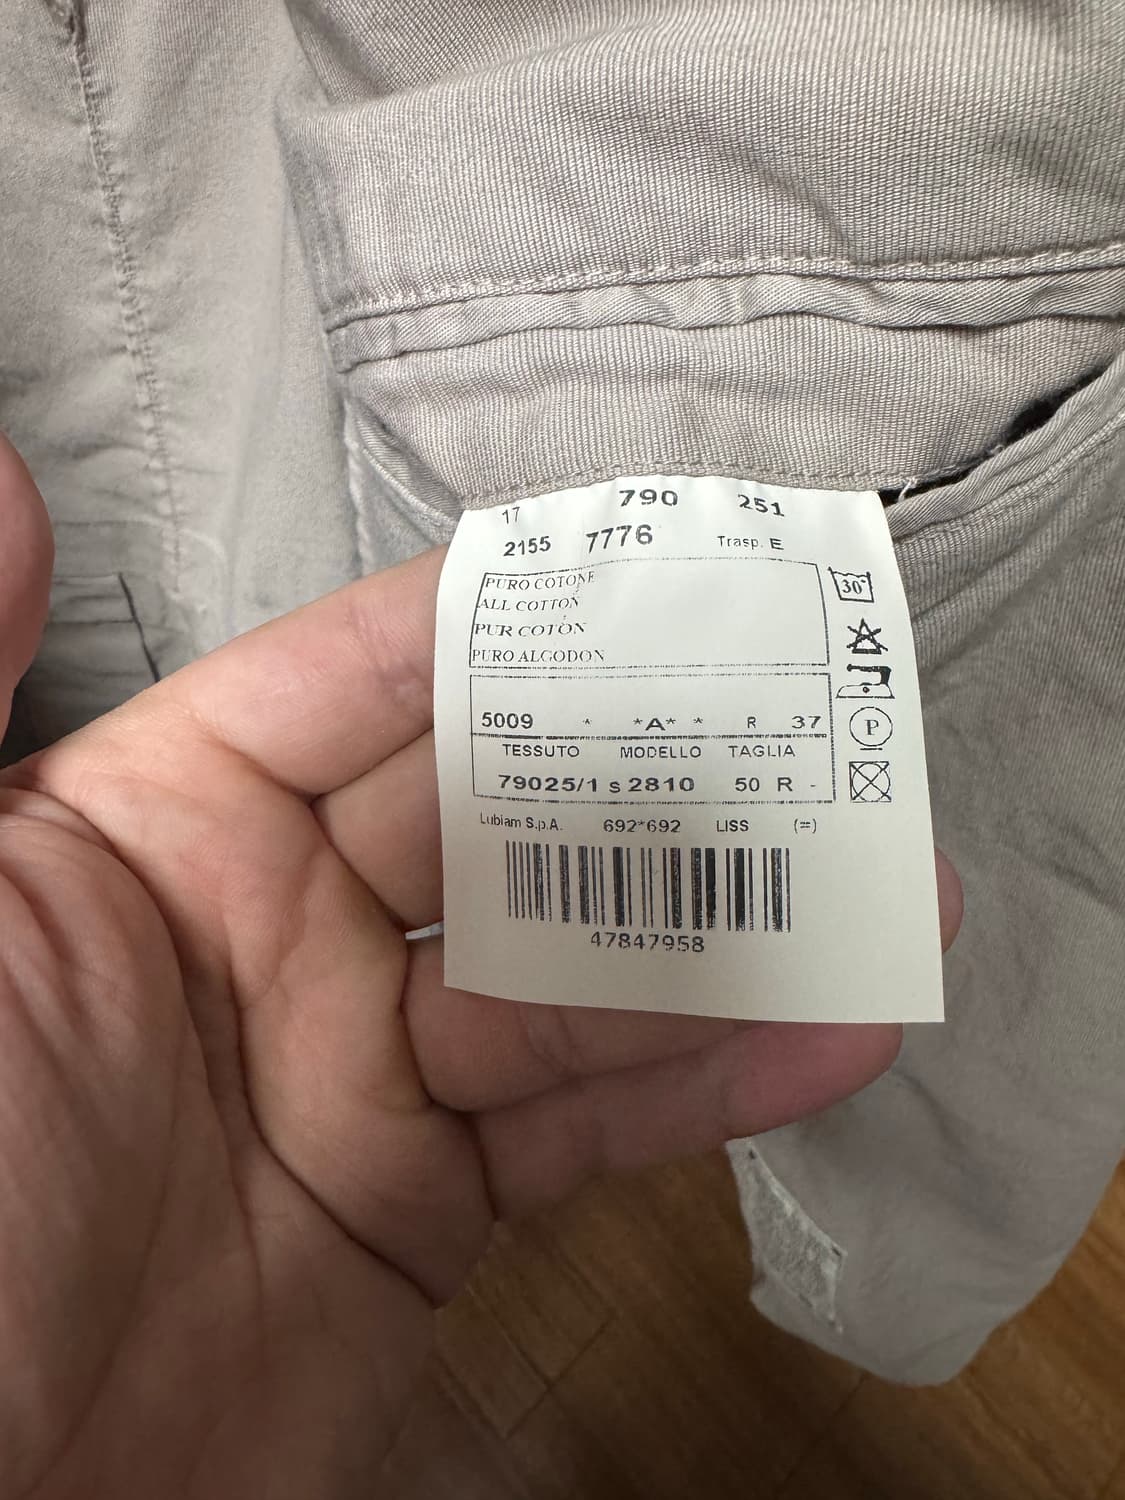 17 790 251
2155 7776 Trasp. E
PURO COTONE
ALL COTTON
PUR COTON
PURO ALGODON
30°
P
5009 * *A* * R 37
TESSUTO MODELLO TAGLIA
79025/1 s 2810 50 R -
Lubiam S.p.A. 692*692 LISS (=)
47847958